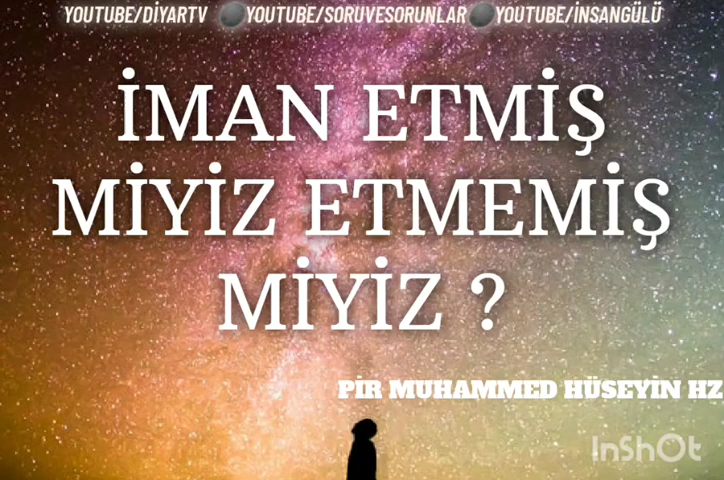 YOUTUBE/DİYARTV YOUTUBE/SORUVESORUNLAR YOUTUBE/İNSANGÜLÜ
İMAN ETMİŞ
MİYİZ ETMEMİŞ
MİYİZ ?
PİR MUHAMMED HÜSEYİN HZ
InShOt